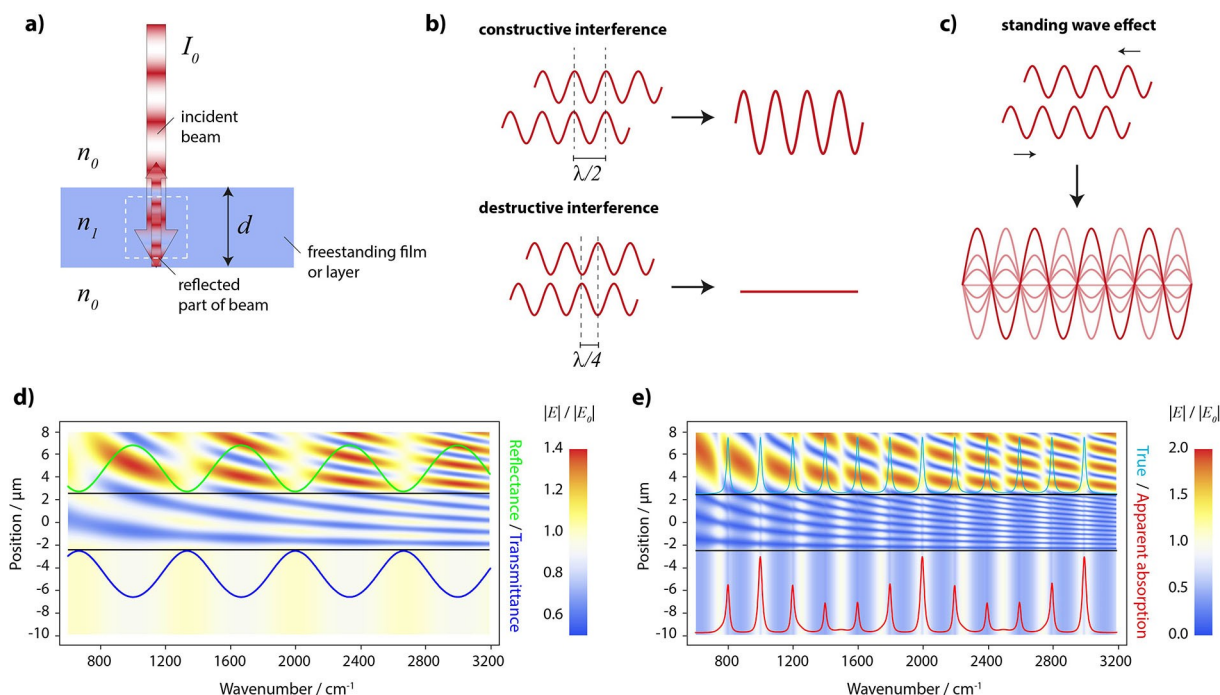 a)
I0
incident
beam
n0
n1
d
freestanding film
or layer
reflected
part of beam
n0
b)
constructive interference
λ/2
destructive interference
λ/4
c)
standing wave effect
d)
|E| / |E0|
8
6
4
2
0
-2
-4
-6
-8
-10
Position / µm
800
1200
1600
2000
2400
2800
3200
Wavenumber / cm-1
Reflectance / Transmittance
1.4
1.2
1.0
0.8
0.6
e)
|E| / |E0|
8
6
4
2
0
-2
-4
-6
-8
-10
Position / µm
800
1200
1600
2000
2400
2800
3200
Wavenumber / cm-1
True / Apparent absorption
2.0
1.5
1.0
0.5
0.0